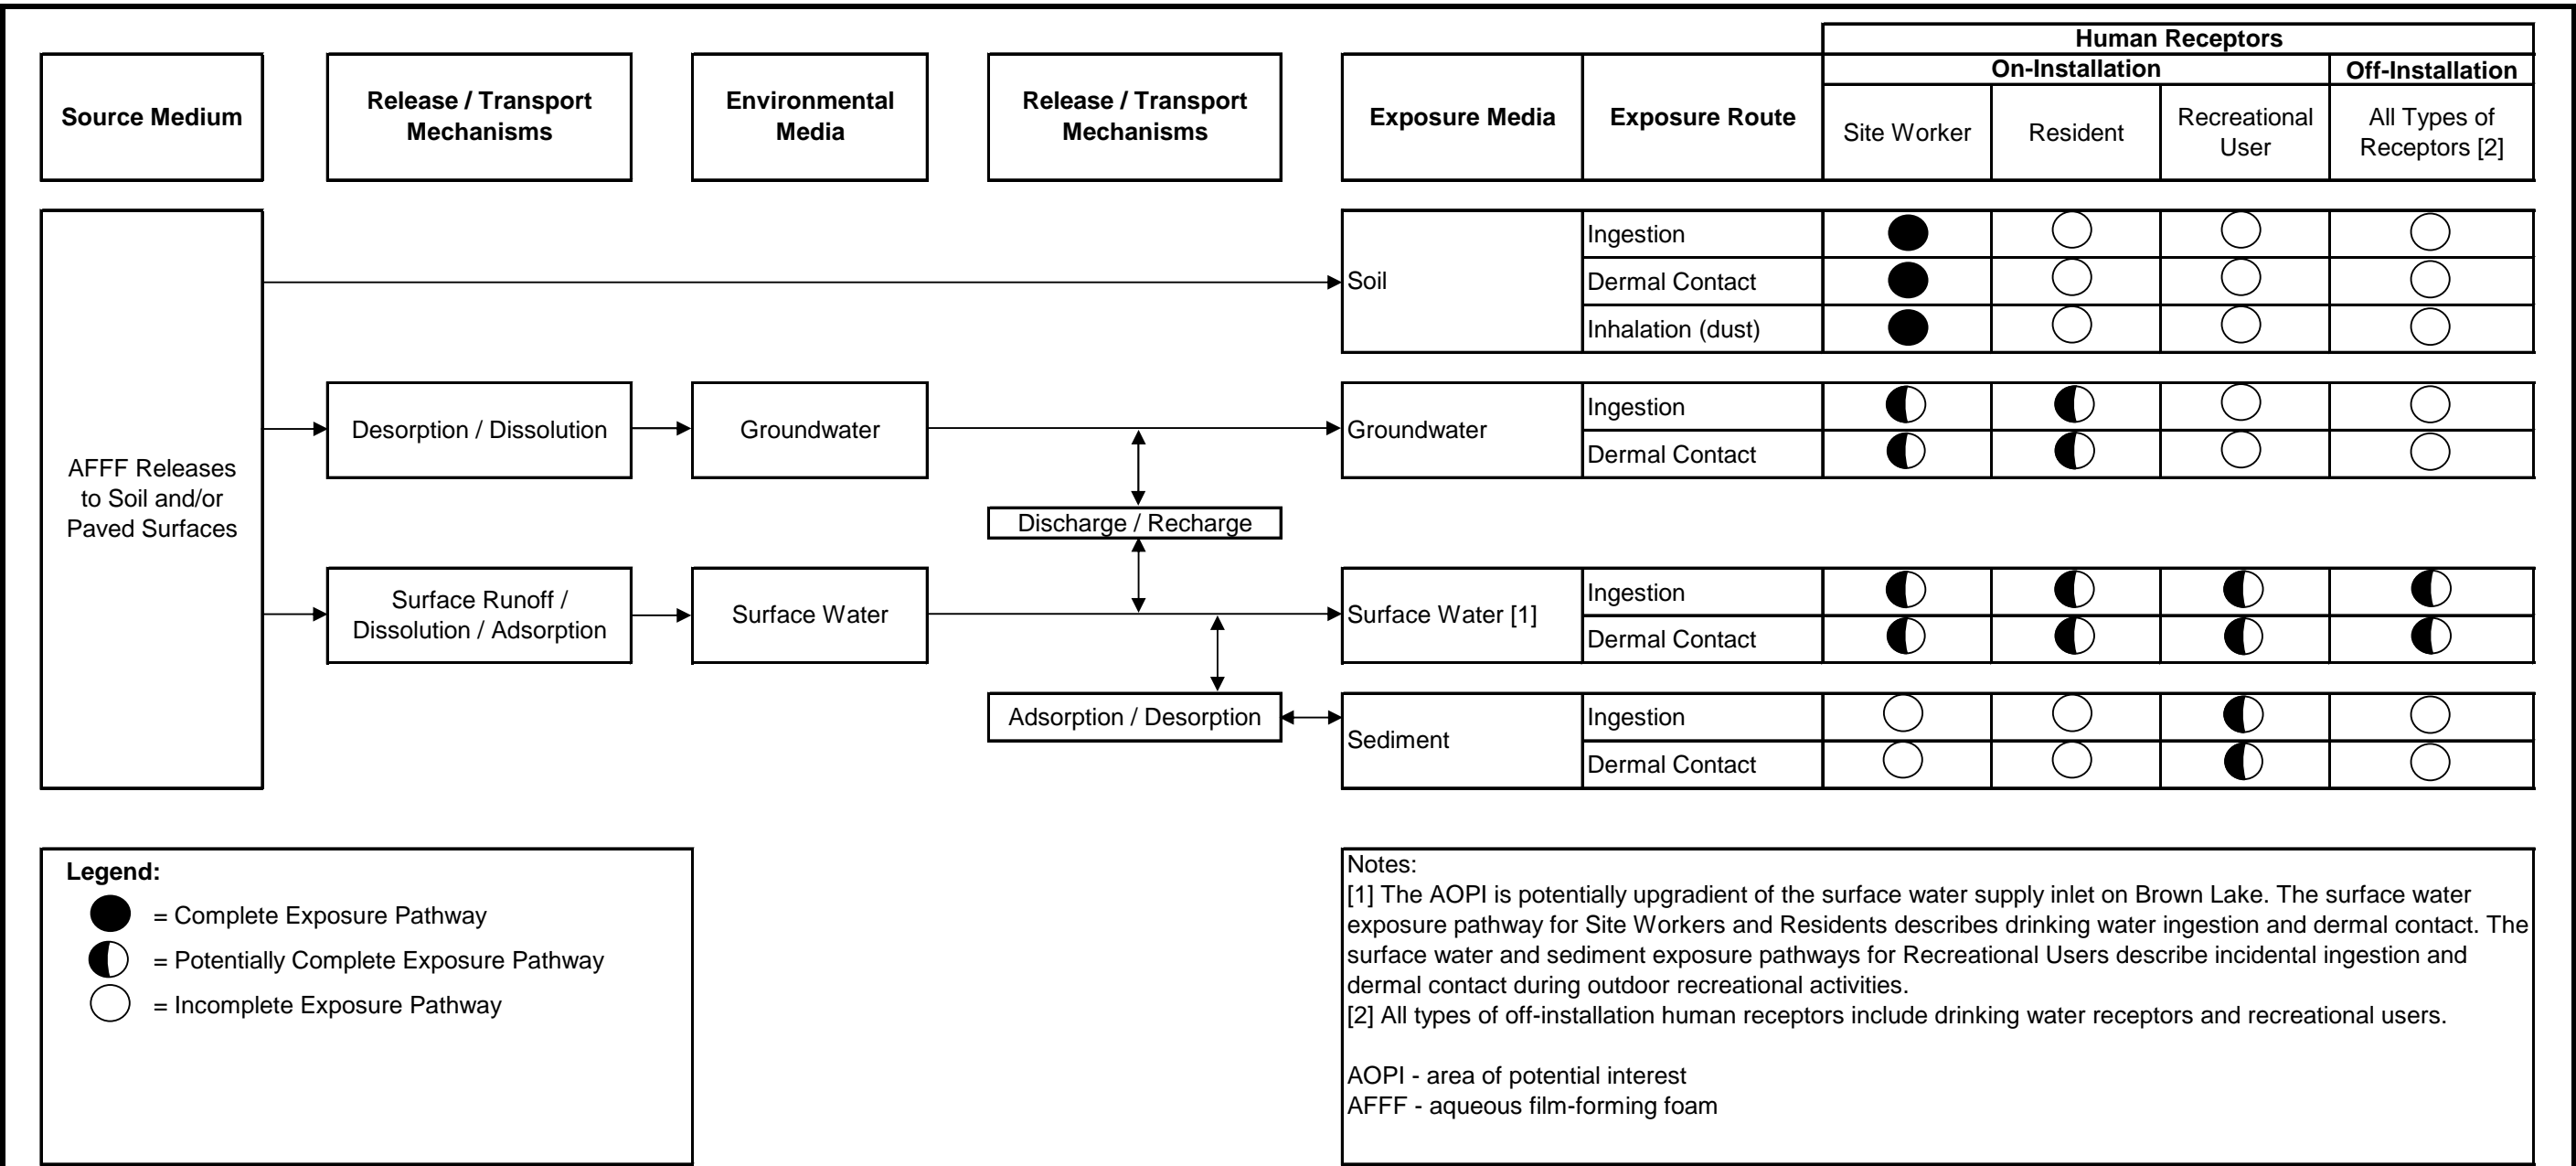 Human Receptors
On-Installation
Off-Installation
Source Medium
Release / Transport
Mechanisms
Environmental
Media
Release / Transport
Mechanisms
Exposure Media
Exposure Route
Site Worker
Resident
Recreational
User
All Types of
Receptors [2]
AFFF Releases
to Soil and/or
Paved Surfaces
Soil
Ingestion
Dermal Contact
Inhalation (dust)
Desorption / Dissolution
Groundwater
Groundwater
Ingestion
Dermal Contact
Discharge / Recharge
Surface Runoff /
Dissolution / Adsorption
Surface Water
Surface Water [1]
Ingestion
Dermal Contact
Adsorption / Desorption
Sediment
Ingestion
Dermal Contact
Legend:
= Complete Exposure Pathway
= Potentially Complete Exposure Pathway
= Incomplete Exposure Pathway
Notes:
[1] The AOPI is potentially upgradient of the surface water supply inlet on Brown Lake. The surface water
exposure pathway for Site Workers and Residents describes drinking water ingestion and dermal contact. The
surface water and sediment exposure pathways for Recreational Users describe incidental ingestion and
dermal contact during outdoor recreational activities.
[2] All types of off-installation human receptors include drinking water receptors and recreational users.
AOPI - area of potential interest
AFFF - aqueous film-forming foam